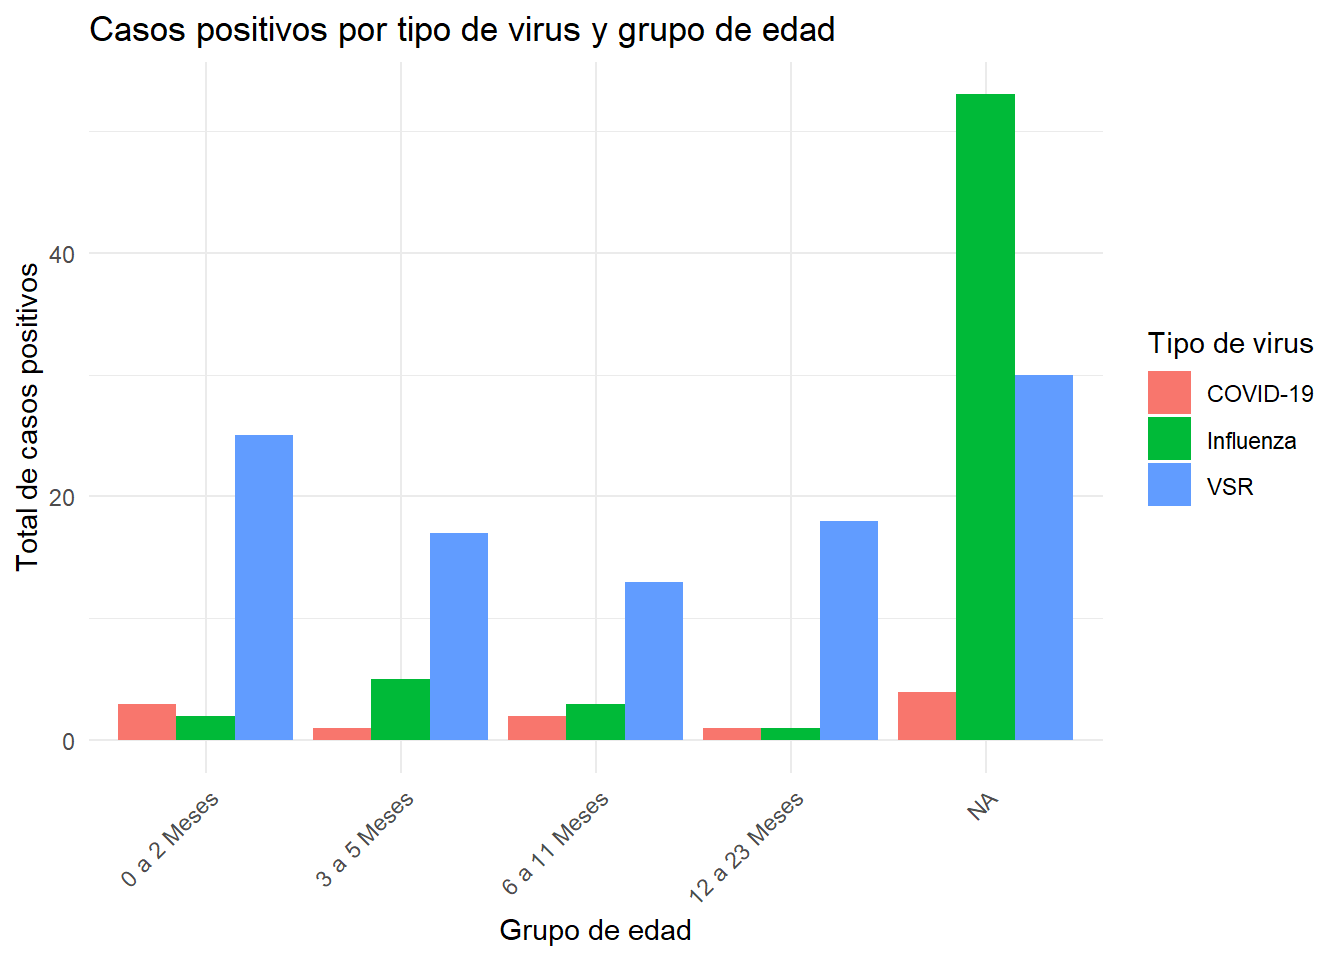 Casos positivos por tipo de virus y grupo de edad
Total de casos positivos
40
20
0
0 a 2 Meses
3 a 5 Meses
6 a 11 Meses
12 a 23 Meses
NA
Grupo de edad
Tipo de virus
COVID-19
Influenza
VSR